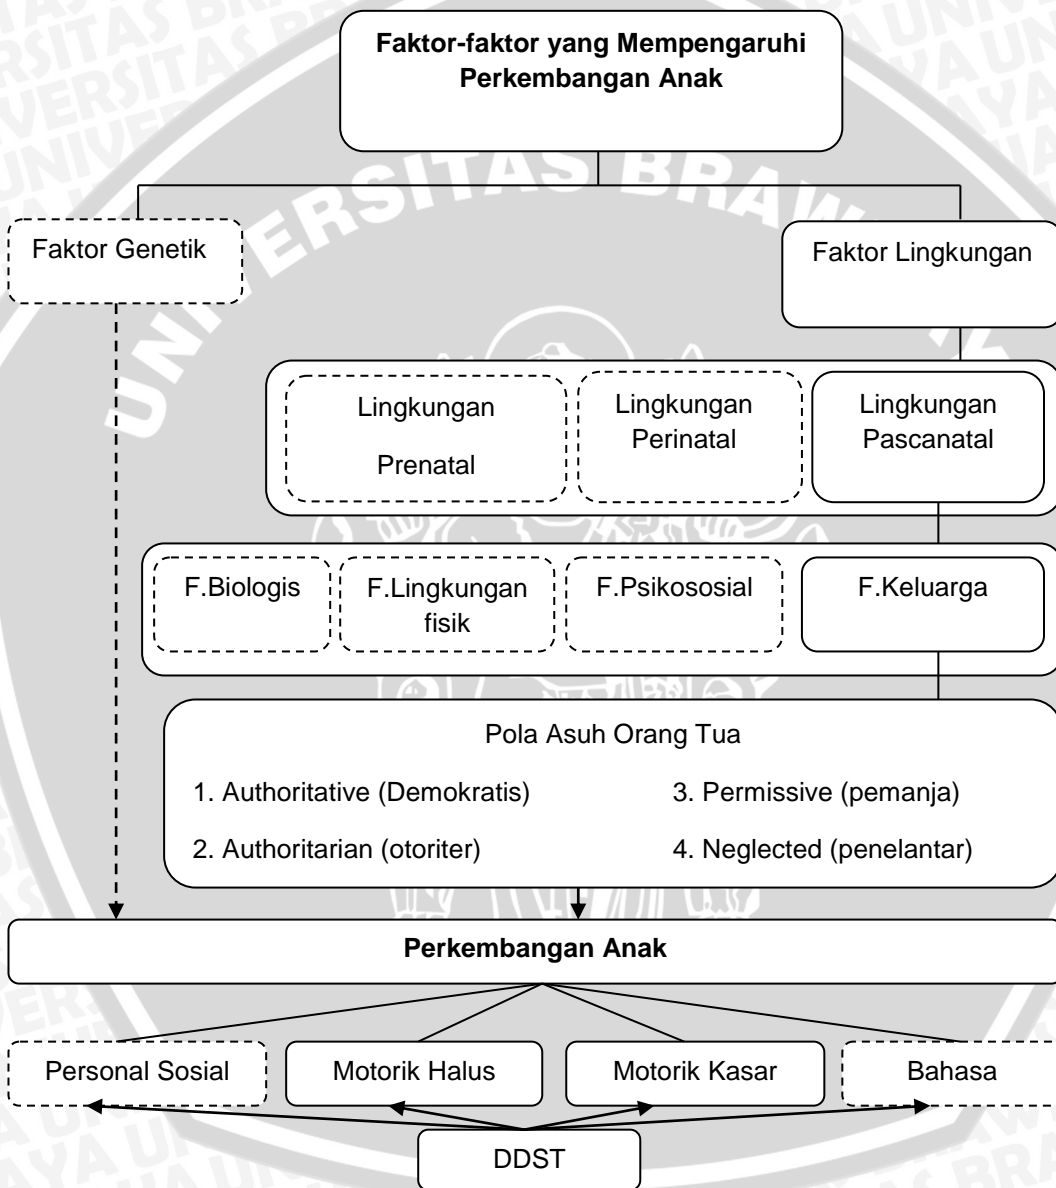 Faktor-faktor yang Mempengaruhi
Perkembangan Anak
UNIVERSITAS BRAW
Faktor Genetik
Faktor Lingkungan
Lingkungan
Prenatal
Lingkungan
Perinatal
Lingkungan
Pascanatal
F.Biologis
F.Lingkungan
fisik
F.Psikososial
F.Keluarga
Pola Asuh Orang Tua
1. Authoritative (Demokratis)
3. Permissive (pemanja)
2. Authoritarian (otoriter)
4. Neglected (penelantar)
Perkembangan Anak
Personal Sosial
Motorik Halus
Motorik Kasar
Bahasa
DDST